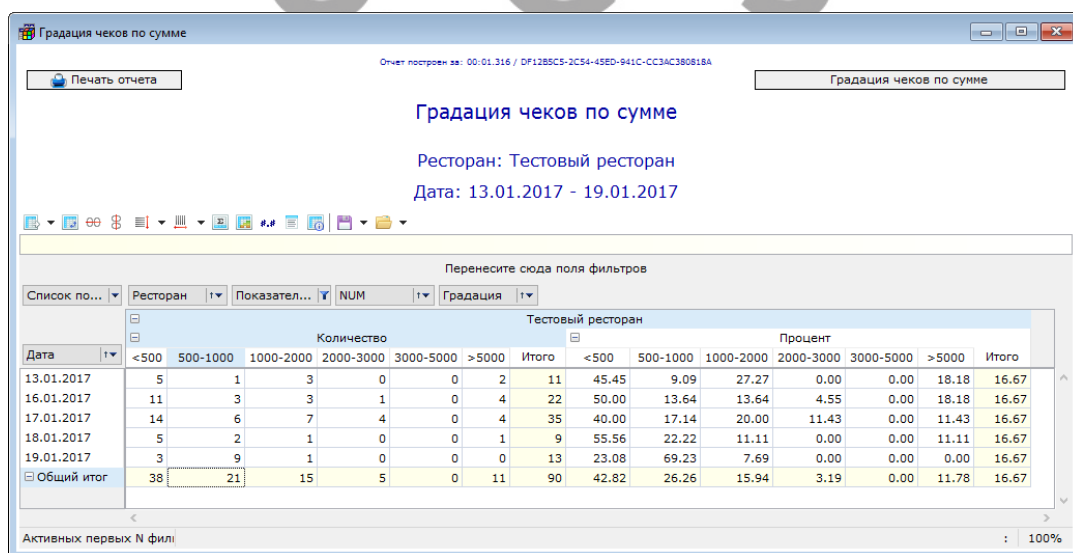 Градация чеков по сумме
Отчет построен за: 00:01.316 / DF12B5C5-2C54-45ED-941C-CC3AC380818A
Печать отчета
Градация чеков по сумме
Градация чеков по сумме
Ресторан: Тестовый ресторан
Дата: 13.01.2017 - 19.01.2017
Перенесите сюда поля фильтров
Список по... Ресторан Показател... NUM Градация
Тестовый ресторан
Количество Процент
Дата <500 500-1000 1000-2000 2000-3000 3000-5000 >5000 Итого <500 500-1000 1000-2000 2000-3000 3000-5000 >5000 Итого
13.01.2017 5 1 3 0 0 2 11 45.45 9.09 27.27 0.00 0.00 18.18 16.67
16.01.2017 11 3 3 1 0 4 22 50.00 13.64 13.64 4.55 0.00 18.18 16.67
17.01.2017 14 6 7 4 0 4 35 40.00 17.14 20.00 11.43 0.00 11.43 16.67
18.01.2017 5 2 1 0 0 1 9 55.56 22.22 11.11 0.00 0.00 11.11 16.67
19.01.2017 3 9 1 0 0 0 13 23.08 69.23 7.69 0.00 0.00 0.00 16.67
Общий итог 38 21 15 5 0 11 90 42.82 26.26 15.94 3.19 0.00 11.78 16.67
Активных первых N фил : 100%